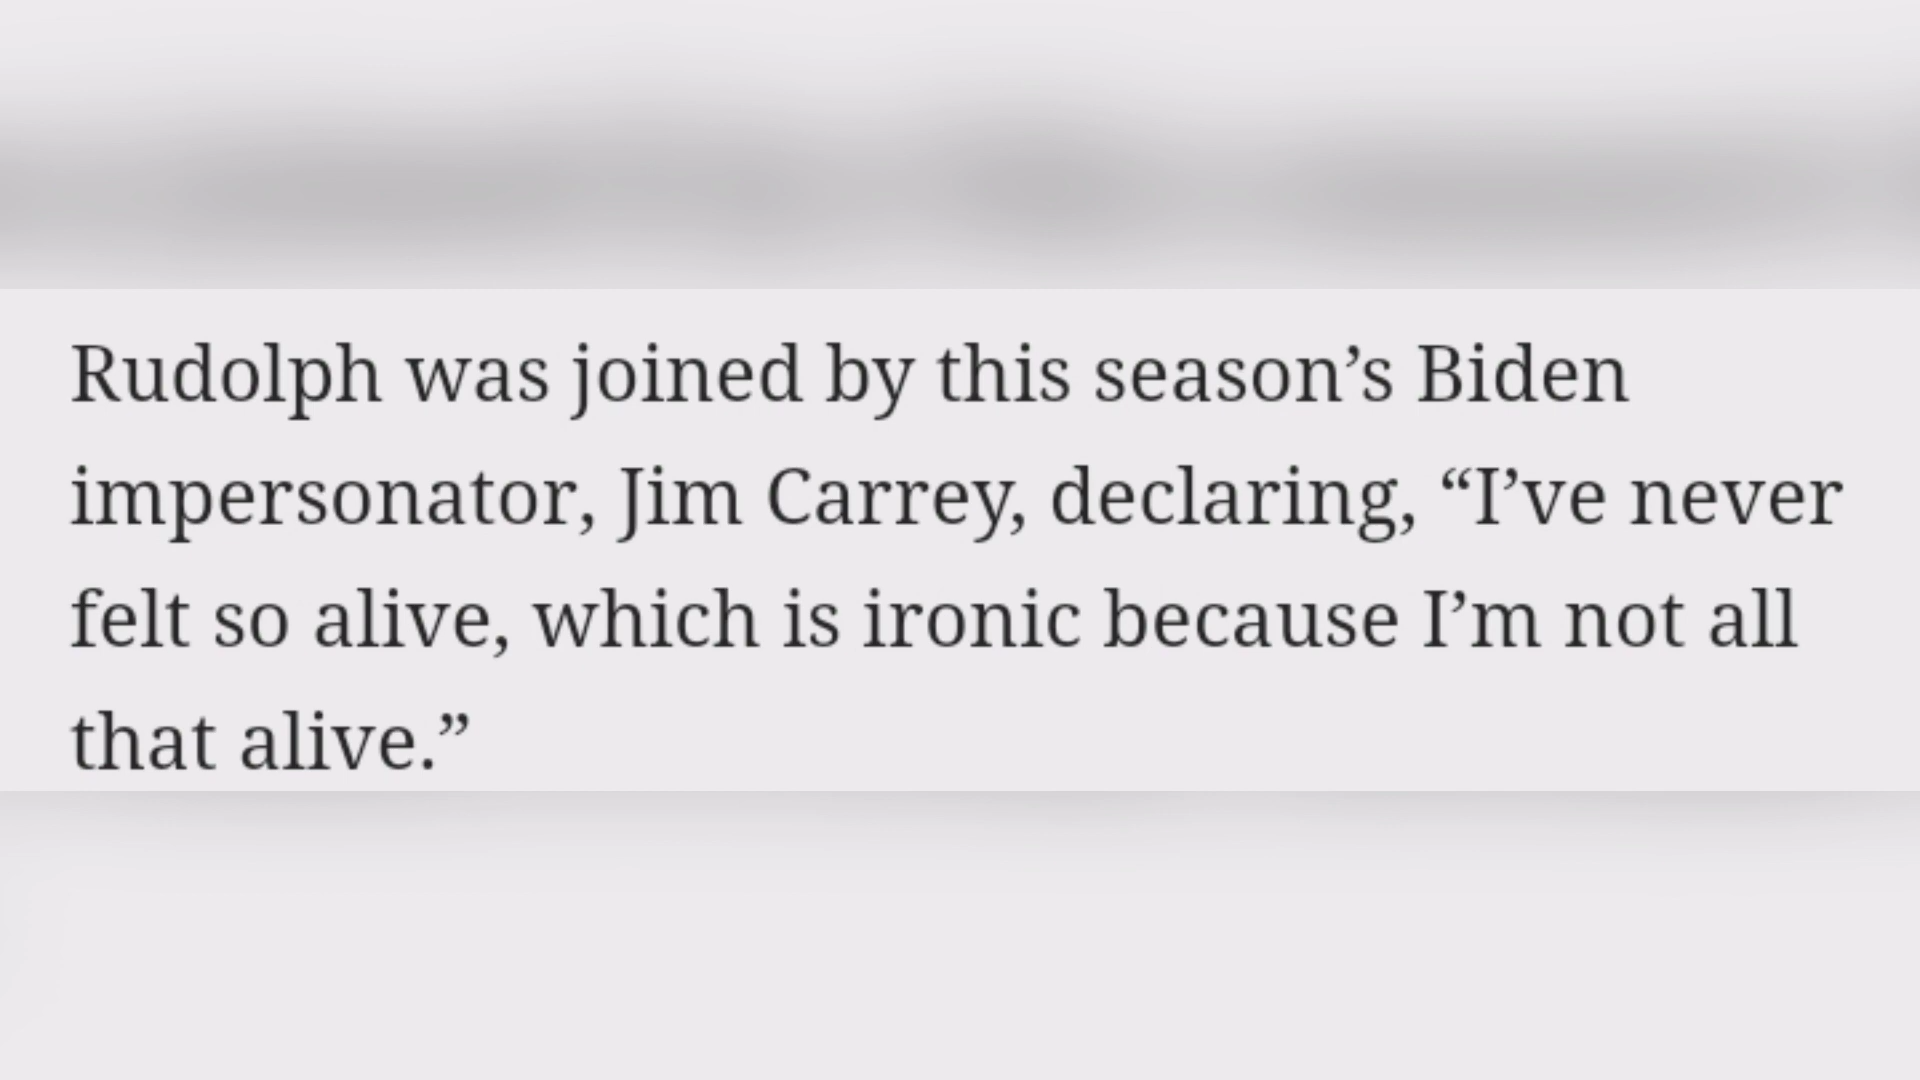 Rudolph was joined by this season’s Biden
impersonator, Jim Carrey, declaring, “I’ve never
felt so alive, which is ironic because I’m not all
that alive.”